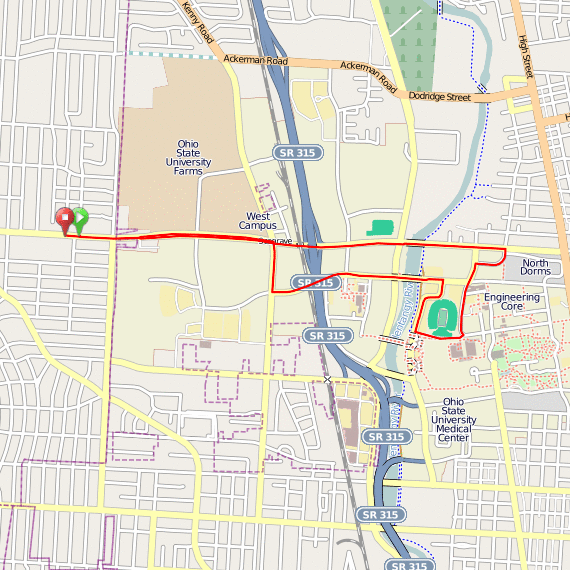 Kenny Road
Ackerman Road
Ackerman Road
Dodridge Street
High Street
H
Ohio
State
University
Farms
SR 315
West
Campus
North
Dorms
SR 315
Engineering
Core
SR 315
Ohio
State
University
Medical
Center
SR 315
SR 315
SR 315